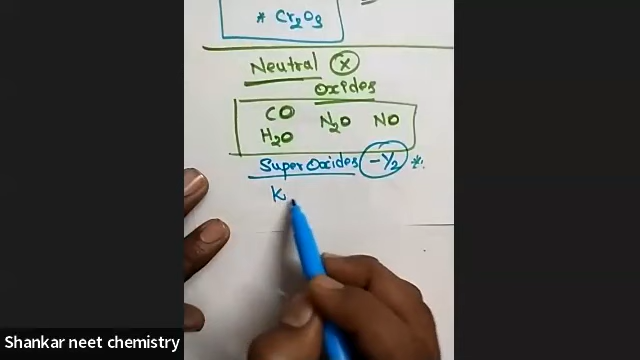 * Cr2O3
Neutral (x)
Oxides
CO N2O NO
H2O
Super Oxides -1/2 *:
K
Shankar neet chemistry